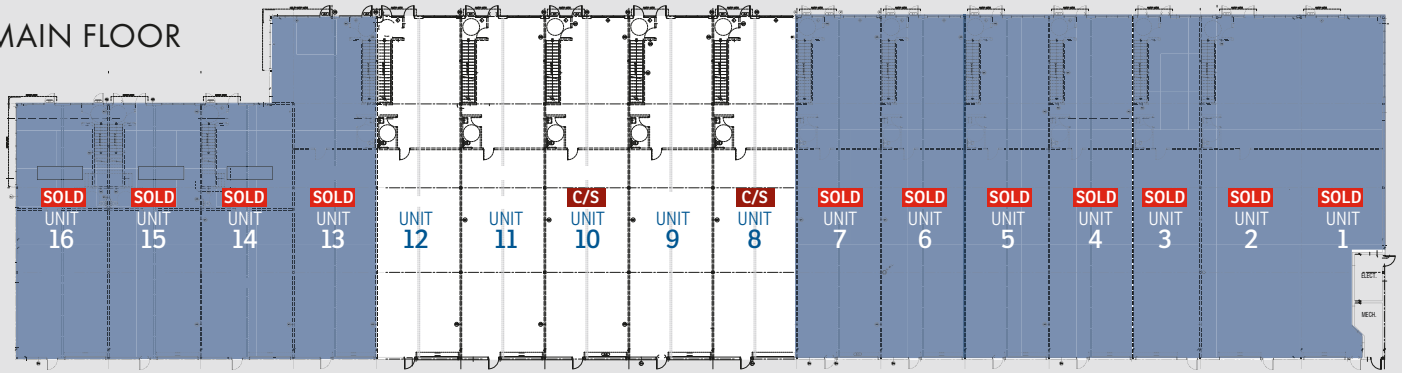 MAIN FLOOR
SOLD
UNIT
16
SOLD
UNIT
15
SOLD
UNIT
14
SOLD
UNIT
13
UNIT
12
UNIT
11
C/S
UNIT
10
UNIT
9
C/S
UNIT
8
SOLD
UNIT
7
SOLD
UNIT
6
SOLD
UNIT
5
SOLD
UNIT
4
SOLD
UNIT
3
SOLD
UNIT
2
SOLD
UNIT
1
ELECT.
MECH.